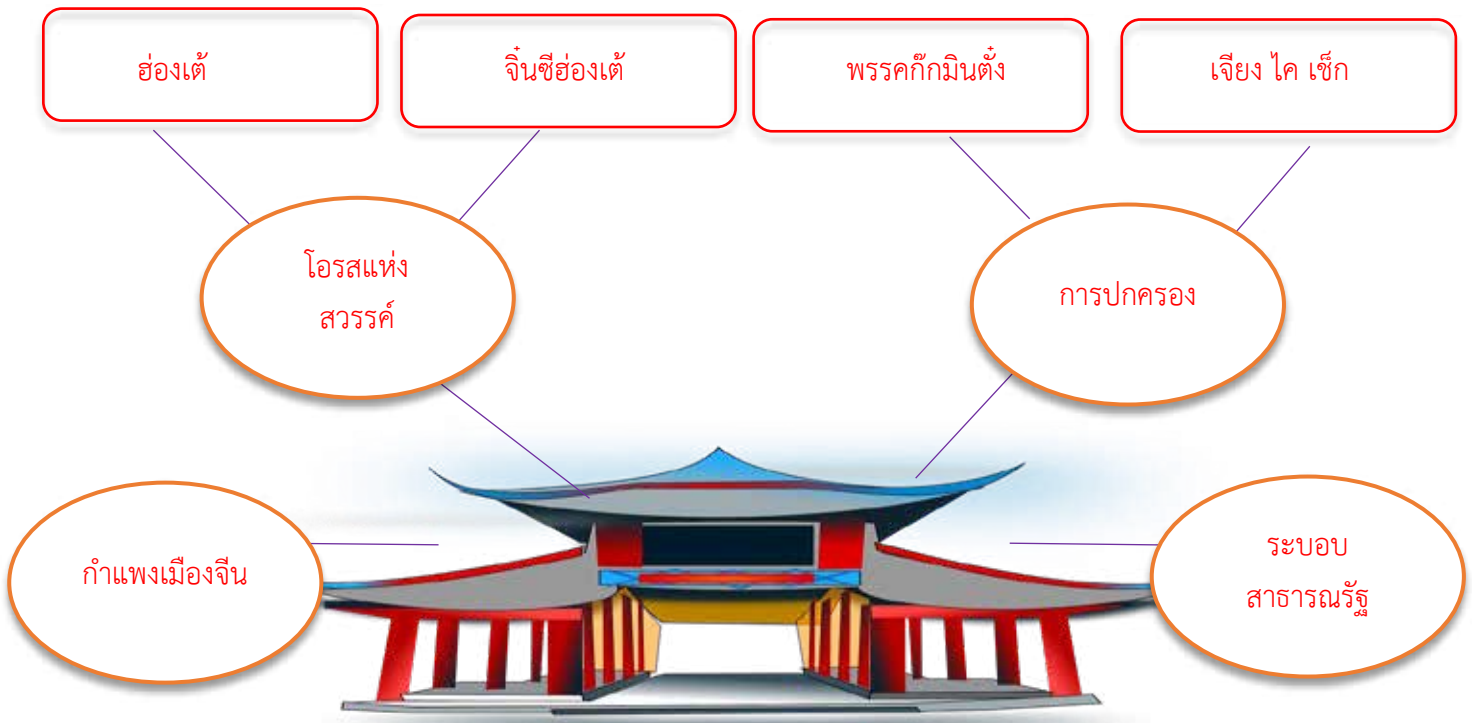 ฮ่องเต้
จิ๋นซีฮ่องเต้
พรรคก๊กมินตั๋ง
เจียง ไค เช็ก
โอรสแห่ง
สวรรค์
การปกครอง
กำแพงเมืองจีน
ระบอบ
สาธารณรัฐ